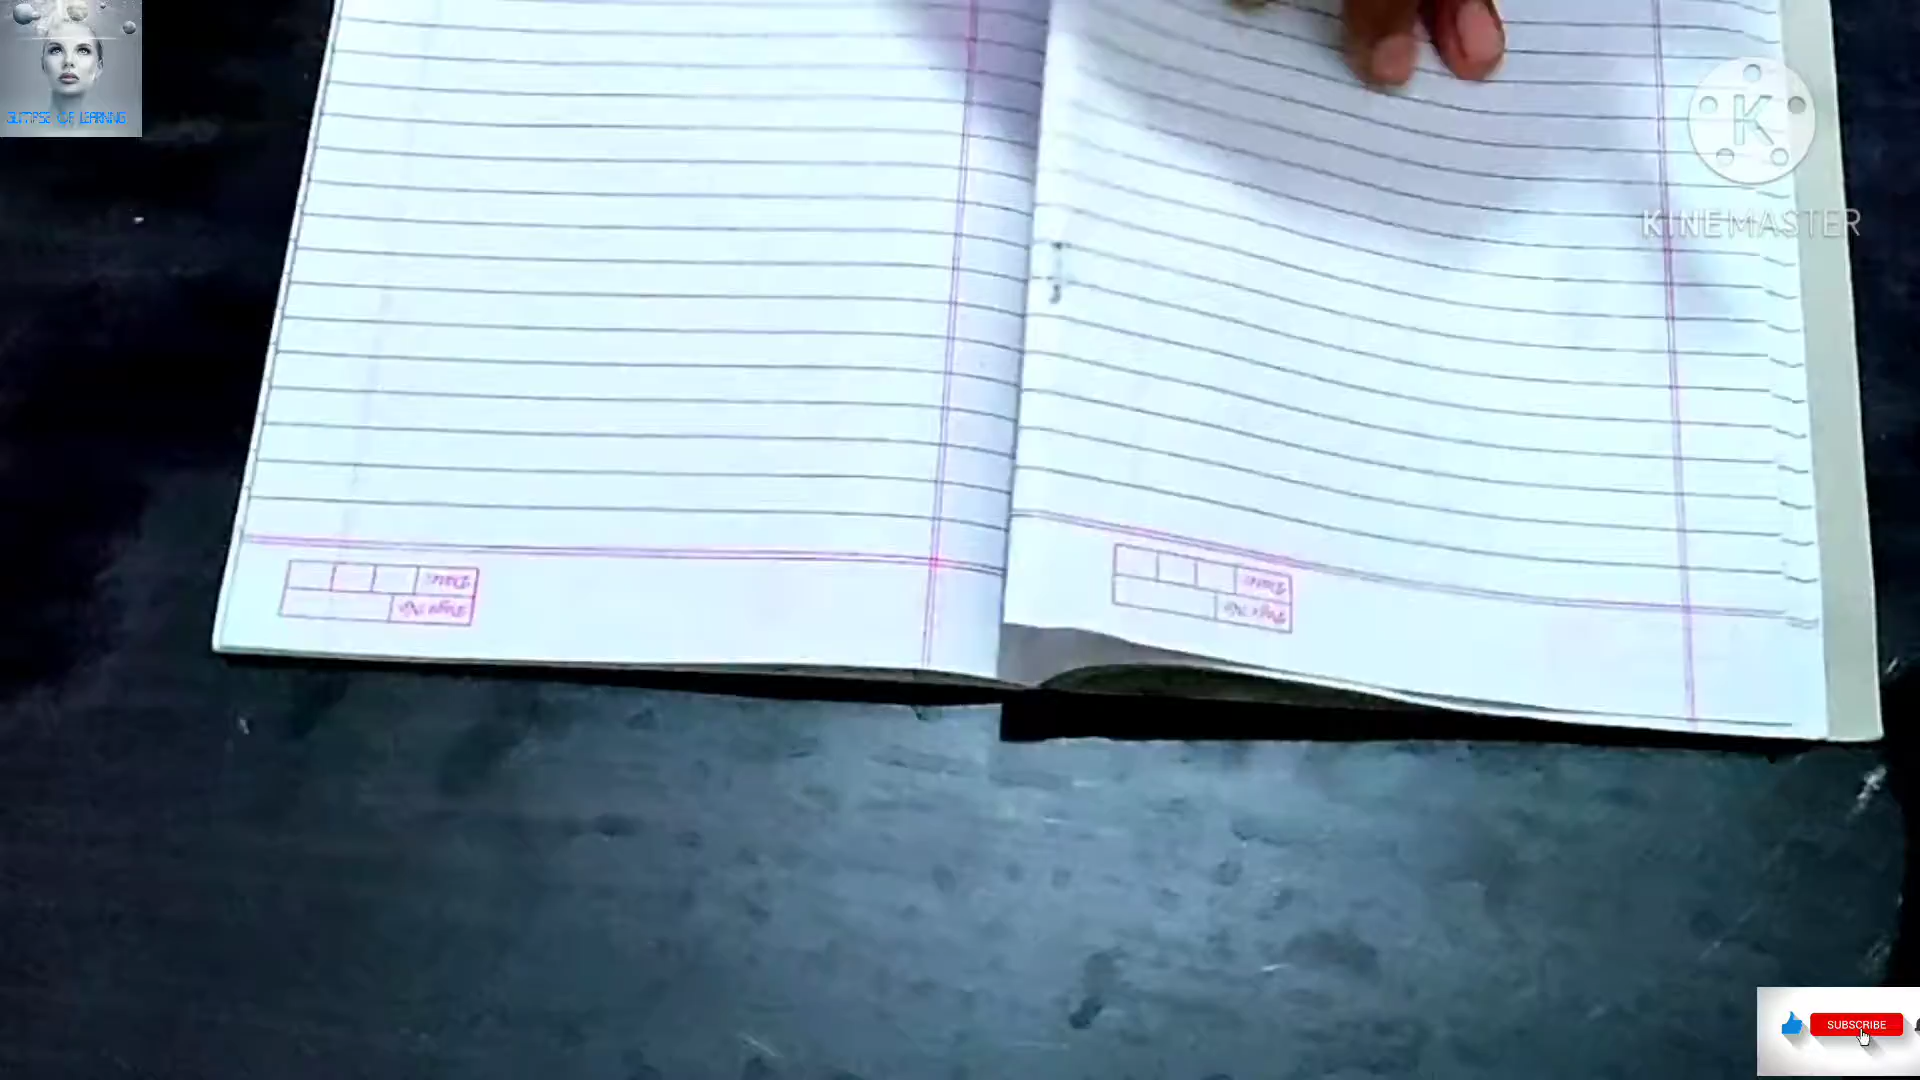 GLIMPSE OF LEARNING
K
KINEMASTER
Date:
Page No
Date:
Page No
SUBSCRIBE